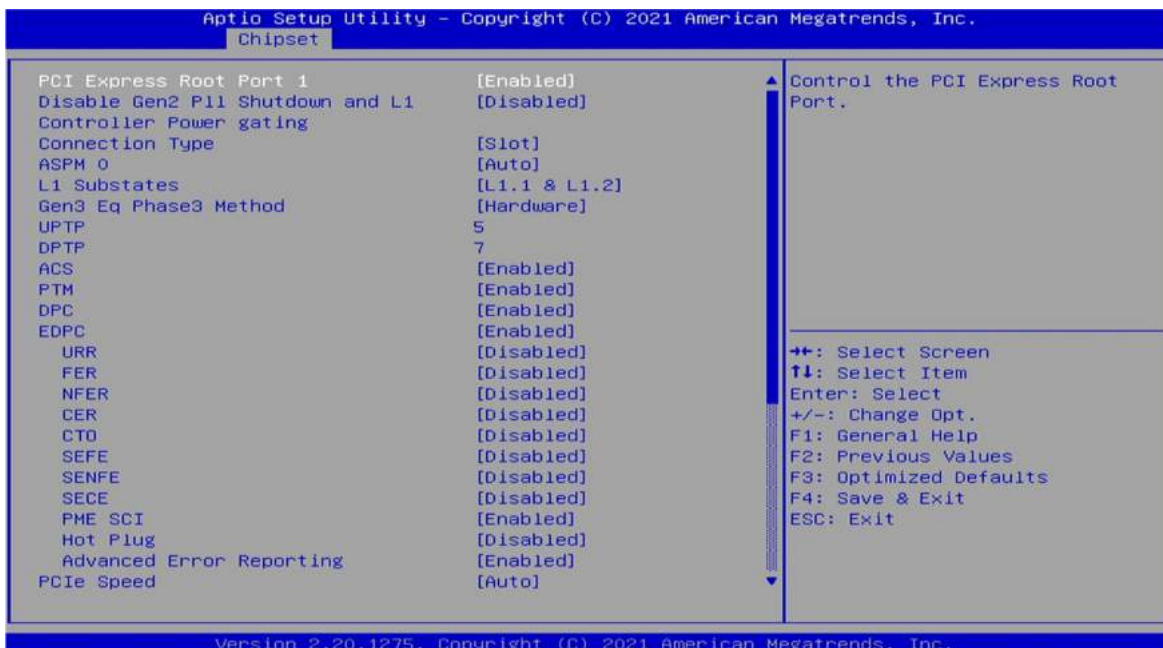 Aptio Setup Utility – Copyright (C) 2021 American Megatrends, Inc.
Chipset
PCI Express Root Port 1 [Enabled]
Disable Gen2 Pll Shutdown and L1 [Disabled]
Controller Power gating
Connection Type [Slot]
ASPM 0 [Auto]
L1 Substates [L1.1 & L1.2]
Gen3 Eq Phase3 Method [Hardware]
UPTP 5
DPTP 7
ACS [Enabled]
PTM [Enabled]
DPC [Enabled]
EDPC [Enabled]
URR [Disabled]
FER [Disabled]
NFER [Disabled]
CER [Disabled]
CTO [Disabled]
SEFE [Disabled]
SENFE [Disabled]
SECE [Disabled]
PME SCI [Enabled]
Hot Plug [Disabled]
Advanced Error Reporting [Enabled]
PCIe Speed [Auto]
Control the PCI Express Root
Port.
→←: Select Screen
↑↓: Select Item
Enter: Select
+/-: Change Opt.
F1: General Help
F2: Previous Values
F3: Optimized Defaults
F4: Save & Exit
ESC: Exit
Version 2.20.1275. Copyright (C) 2021 American Megatrends, Inc.